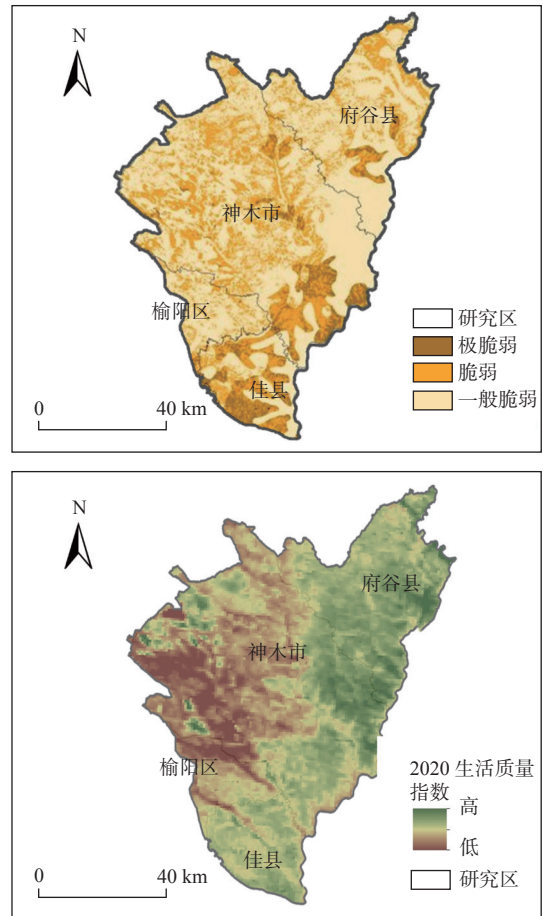 N
府谷县
神木市
榆阳区
佳县
研究区
极脆弱
脆弱
一般脆弱
0 40 km
N
府谷县
神木市
榆阳区
佳县
2020 生活质量
指数
高
低
研究区
0 40 km